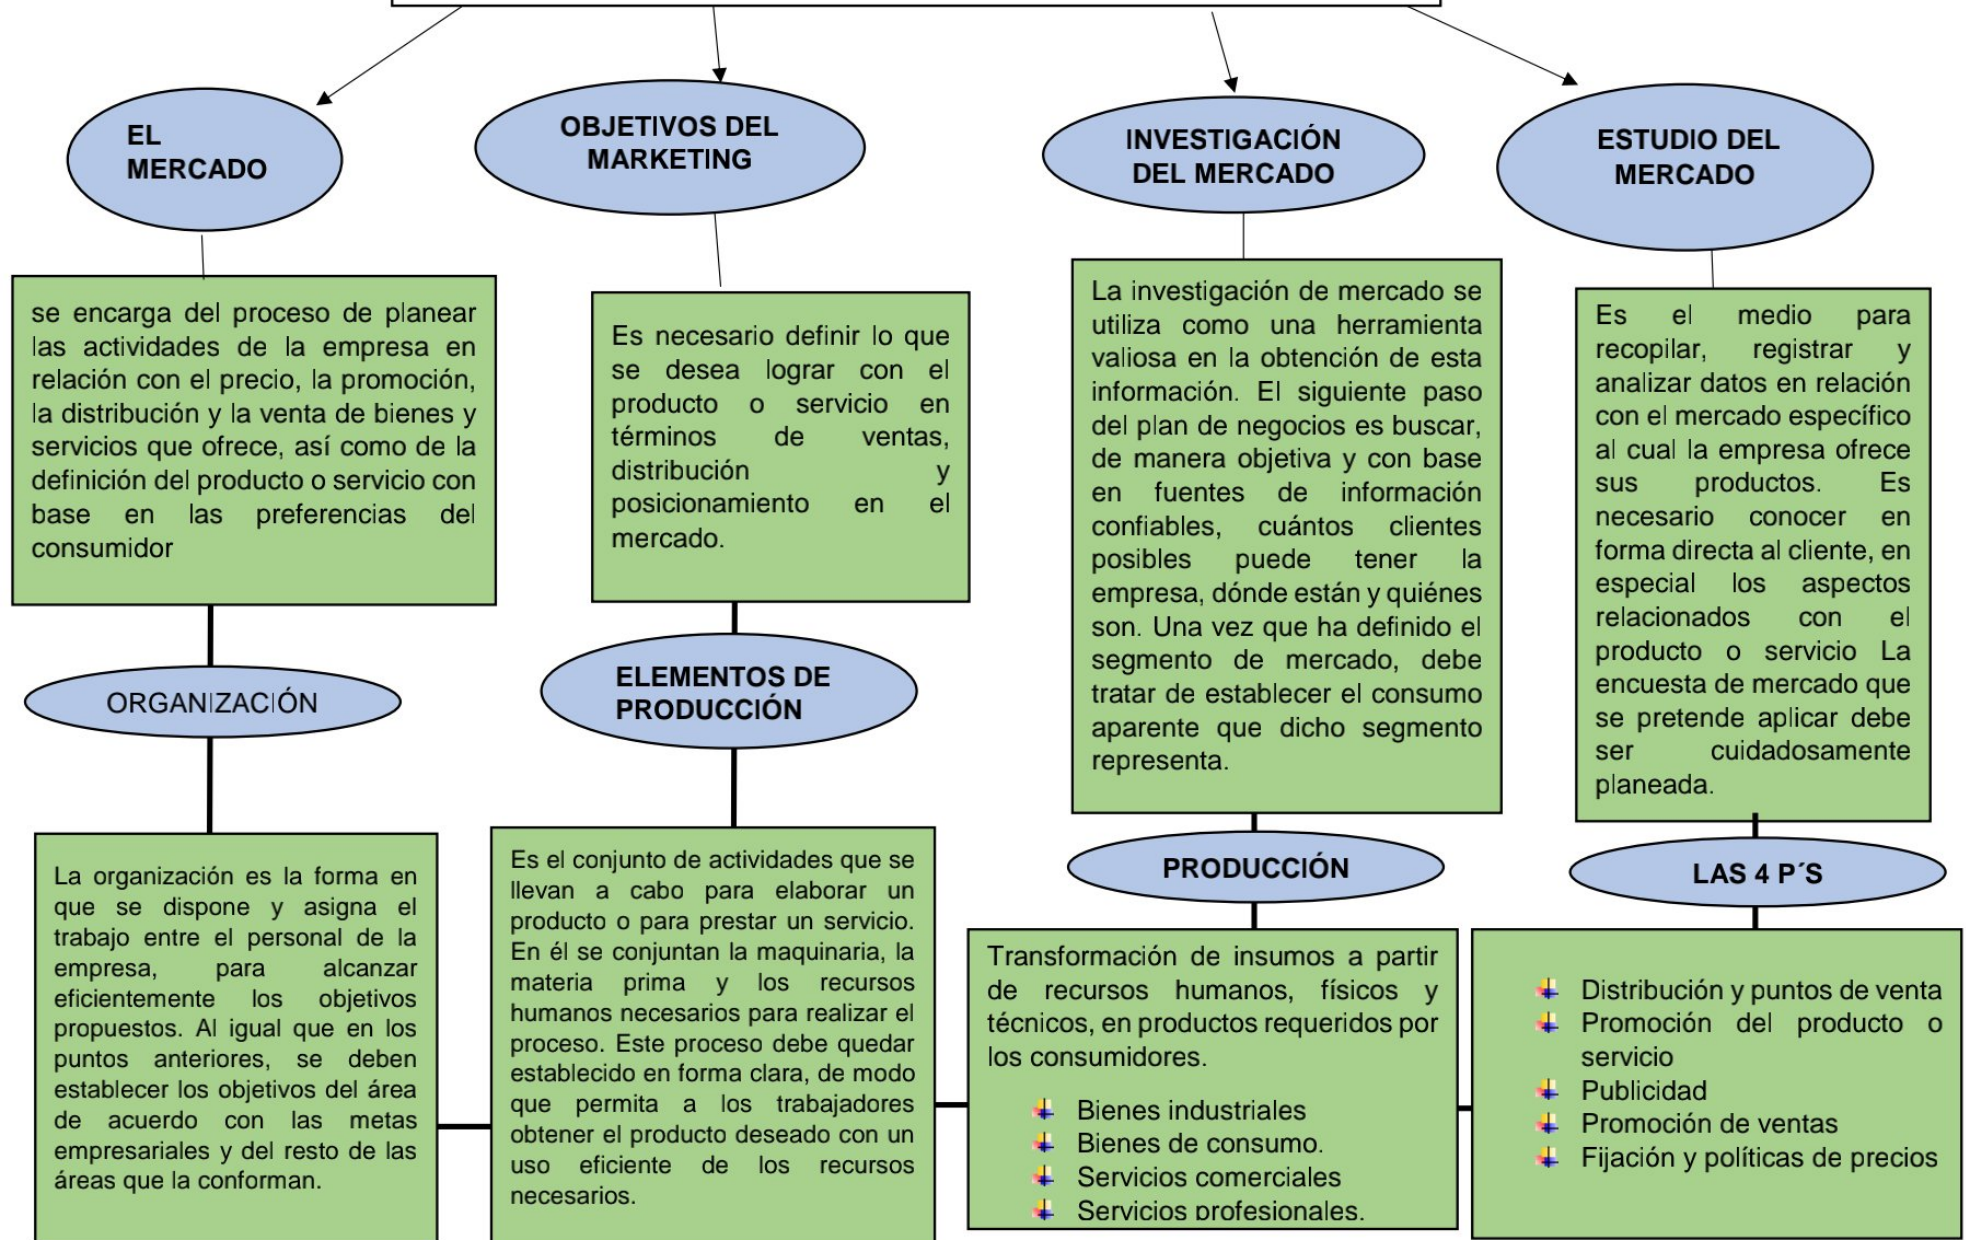 EL
MERCADO
OBJETIVOS DEL
MARKETING
INVESTIGACIÓN
DEL MERCADO
ESTUDIO DEL
MERCADO
se encarga del proceso de planear
las actividades de la empresa en
relación con el precio, la promoción,
la distribución y la venta de bienes y
servicios que ofrece, así como de la
definición del producto o servicio con
base en las preferencias del
consumidor
Es necesario definir lo que
se desea lograr con el
producto o servicio en
términos de ventas,
distribución y
posicionamiento en el
mercado.
La investigación de mercado se
utiliza como una herramienta
valiosa en la obtención de esta
información. El siguiente paso
del plan de negocios es buscar,
de manera objetiva y con base
en fuentes de información
confiables, cuántos clientes
posibles puede tener la
empresa, dónde están y quiénes
son. Una vez que ha definido el
segmento de mercado, debe
tratar de establecer el consumo
aparente que dicho segmento
representa.
Es el medio para
recopilar, registrar y
analizar datos en relación
con el mercado específico
al cual la empresa ofrece
sus productos. Es
necesario conocer en
forma directa al cliente, en
especial los aspectos
relacionados con el
producto o servicio La
encuesta de mercado que
se pretende aplicar debe
ser cuidadosamente
planeada.
ORGANIZACIÓN
ELEMENTOS DE
PRODUCCIÓN
PRODUCCIÓN
LAS 4 P´S
La organización es la forma en
que se dispone y asigna el
trabajo entre el personal de la
empresa, para alcanzar
eficientemente los objetivos
propuestos. Al igual que en los
puntos anteriores, se deben
establecer los objetivos del área
de acuerdo con las metas
empresariales y del resto de las
áreas que la conforman.
Es el conjunto de actividades que se
llevan a cabo para elaborar un
producto o para prestar un servicio.
En él se conjuntan la maquinaria, la
materia prima y los recursos
humanos necesarios para realizar el
proceso. Este proceso debe quedar
establecido en forma clara, de modo
que permita a los trabajadores
obtener el producto deseado con un
uso eficiente de los recursos
necesarios.
Transformación de insumos a partir
de recursos humanos, físicos y
técnicos, en productos requeridos por
los consumidores.
Bienes industriales
Bienes de consumo.
Servicios comerciales
Servicios profesionales.
Distribución y puntos de venta
Promoción del producto o
servicio
Publicidad
Promoción de ventas
Fijación y políticas de precios